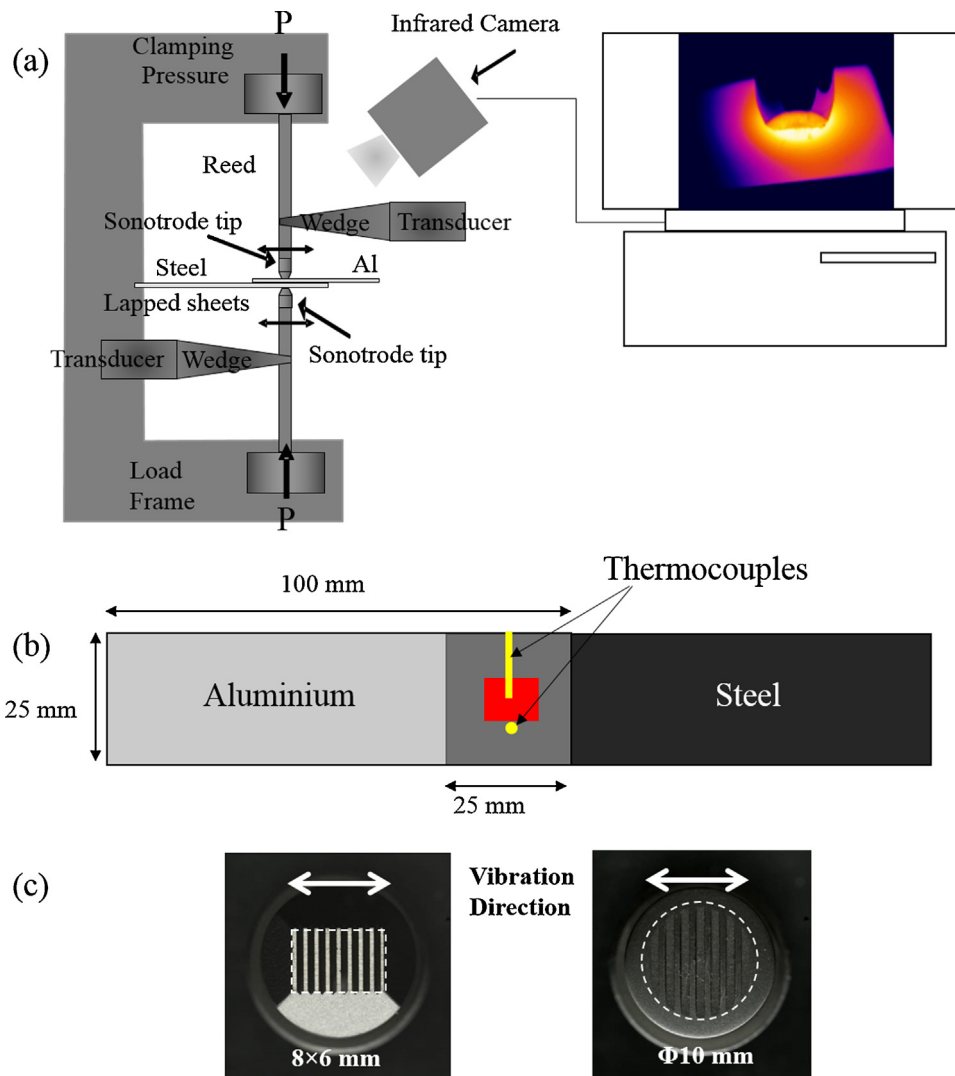 (a)
P
Clamping
Pressure
Infrared Camera
Reed
Sonotrode tip
Wedge
Transducer
Steel
Al
Lapped sheets
Transducer
Wedge
Sonotrode tip
Load
Frame
P
(b)
100 mm
Thermocouples
25 mm
Aluminium
Steel
25 mm
(c)
Vibration
Direction
8×6 mm
Φ10 mm